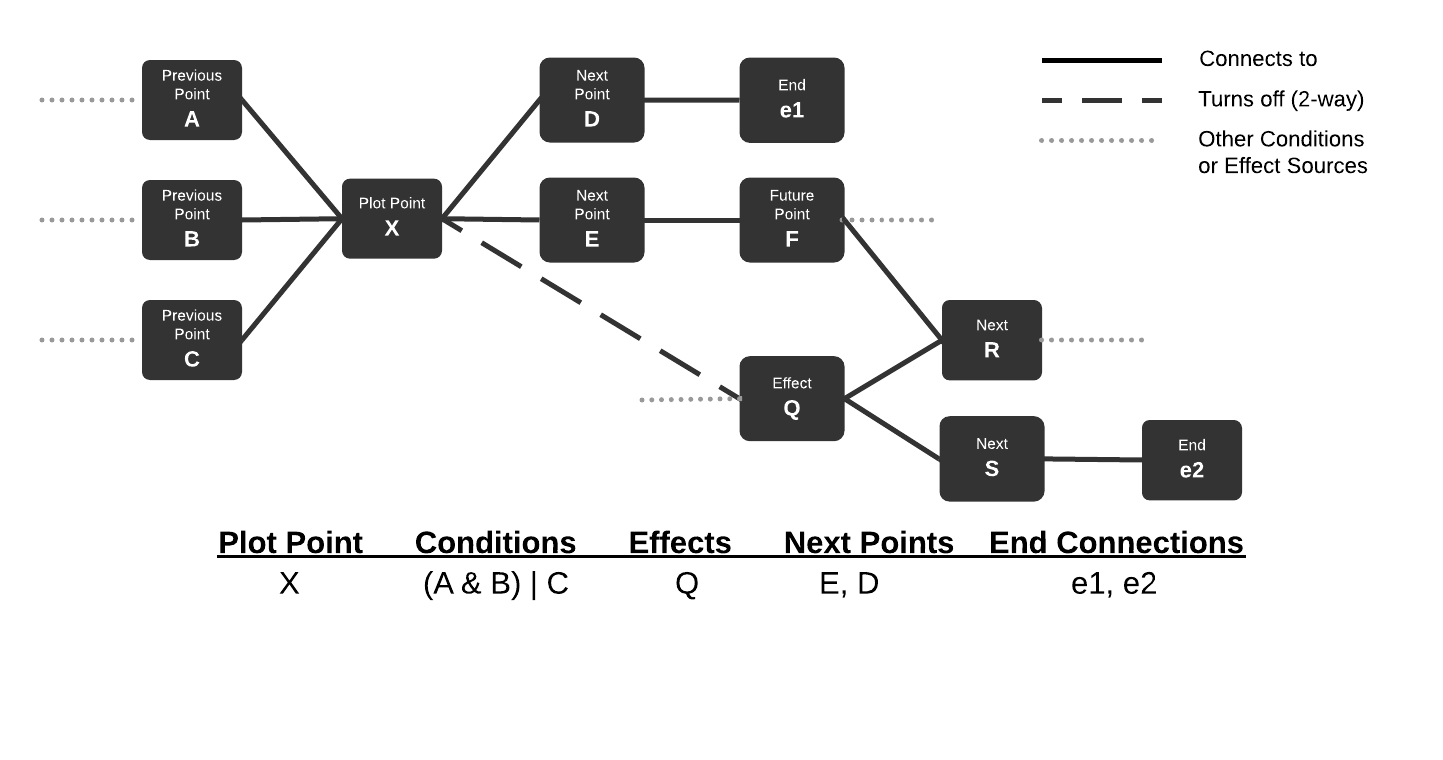 Previous
Point
A
Previous
Point
B
Previous
Point
C
Plot Point
X
Next
Point
D
End
e1
Next
Point
E
Future
Point
F
Effect
Q
Next
R
Next
S
End
e2
Connects to
Turns off (2-way)
Other Conditions
or Effect Sources
Plot Point Conditions Effects Next Points End Connections
X (A & B) | C Q E, D e1, e2